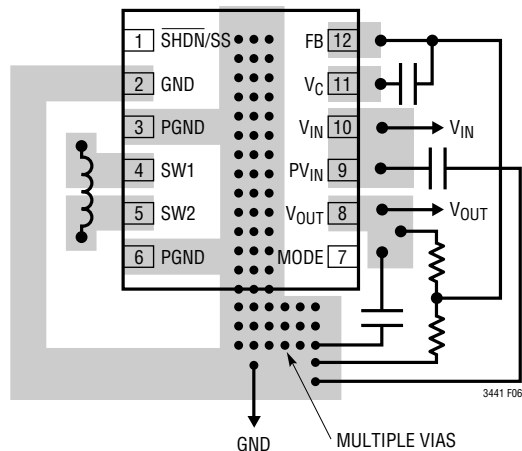 1 SHDN/SS
2 GND
3 PGND
4 SW1
5 SW2
6 PGND
FB 12
VC 11
VIN 10
PVIN 9
VOUT 8
MODE 7
VIN
VOUT
3441 F06
GND
MULTIPLE VIAS